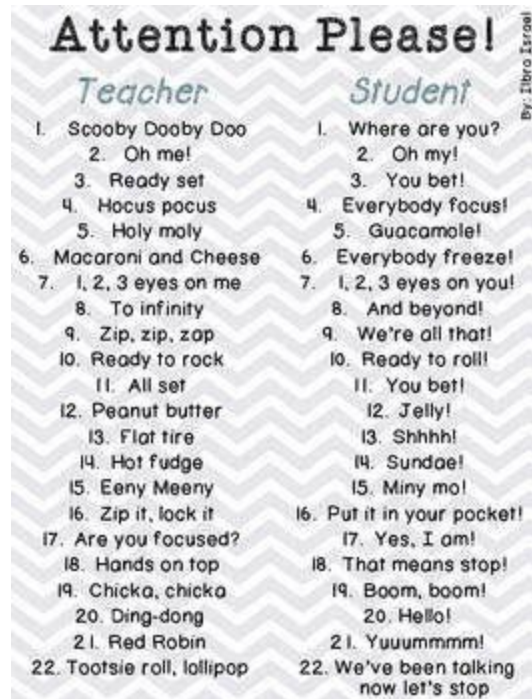 Attention Please!
By: Ilbra Israel
Teacher
1. Scooby Dooby Doo
2. Oh me!
3. Ready set
4. Hocus pocus
5. Holy moly
6. Macaroni and Cheese
7. 1, 2, 3 eyes on me
8. To infinity
9. Zip, zip, zap
10. Ready to rock
11. All set
12. Peanut butter
13. Flat tire
14. Hot fudge
15. Eeny Meeny
16. Zip it, lock it
17. Are you focused?
18. Hands on top
19. Chicka, chicka
20. Ding-dong
21. Red Robin
22. Tootsie roll, lollipop
Student
1. Where are you?
2. Oh my!
3. You bet!
4. Everybody focus!
5. Guacamole!
6. Everybody freeze!
7. 1, 2, 3 eyes on you!
8. And beyond!
9. We're all that!
10. Ready to roll!
11. You bet!
12. Jelly!
13. Shhhh!
14. Sundae!
15. Miny mo!
16. Put it in your pocket!
17. Yes, I am!
18. That means stop!
19. Boom, boom!
20. Hello!
21. Yuuummmm!
22. We've been talking
now let's stop